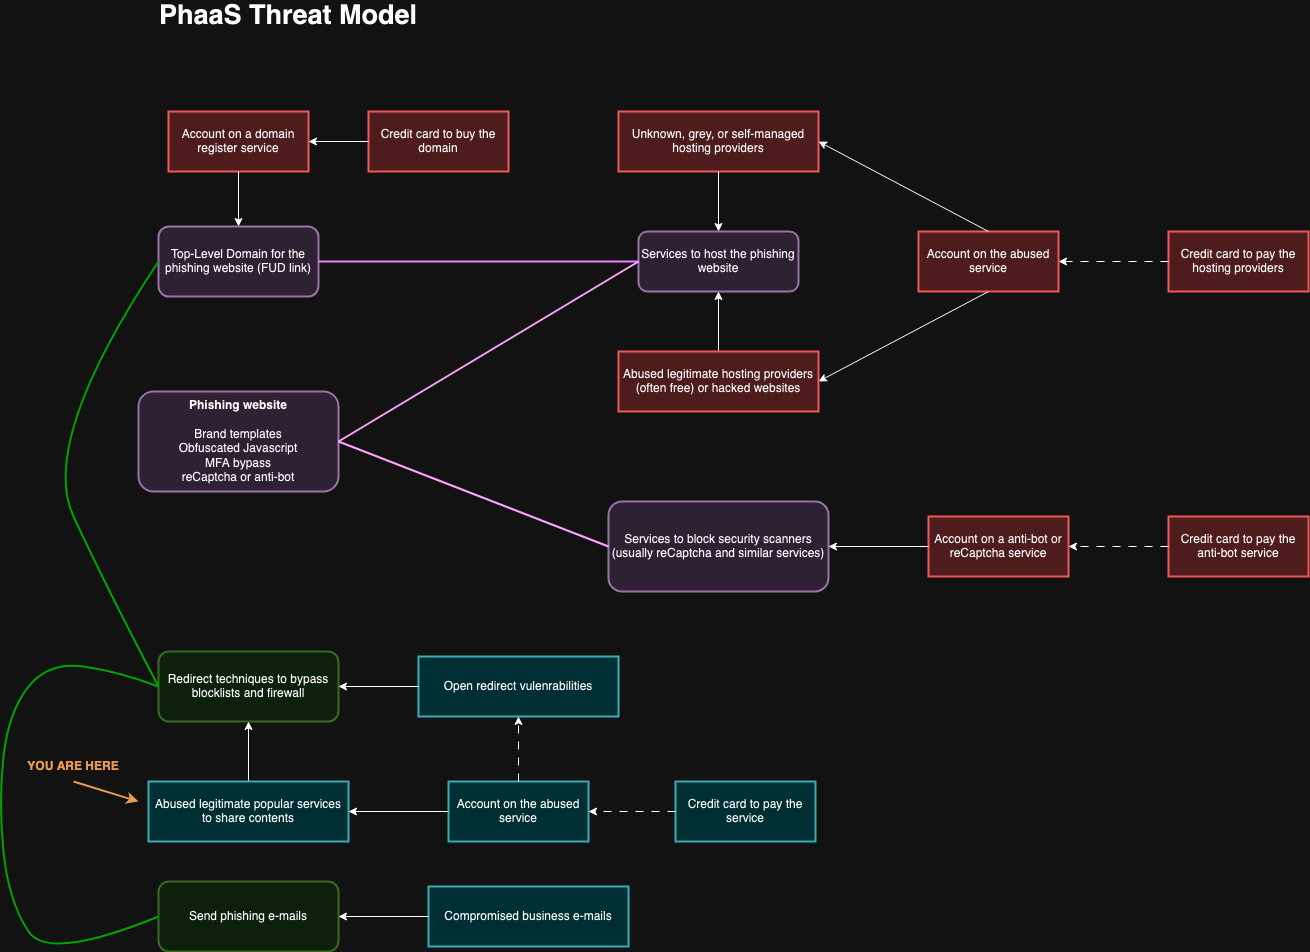 PhaaS Threat Model
Account on a domain
register service
Credit card to buy the
domain
Unknown, grey, or self-managed
hosting providers
Top-Level Domain for the
phishing website (FUD link)
Services to host the phishing
website
Account on the abused
service
Credit card to pay the
hosting providers
Abused legitimate hosting providers
(often free) or hacked websites
Phishing website
Brand templates
Obfuscated Javascript
MFA bypass
reCaptcha or anti-bot
Services to block security scanners
(usually reCaptcha and similar services)
Account on a anti-bot or
reCaptcha service
Credit card to pay the
anti-bot service
Redirect techniques to bypass
blocklists and firewall
Open redirect vulenrabilities
YOU ARE HERE
Abused legitimate popular services
to share contents
Account on the abused
service
Credit card to pay the
service
Send phishing e-mails
Compromised business e-mails